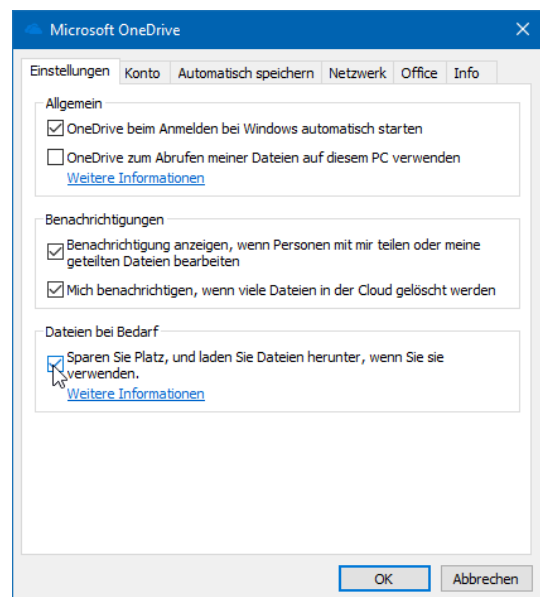 Microsoft OneDrive
Einstellungen Konto Automatisch speichern Netzwerk Office Info
Allgemein
OneDrive beim Anmelden bei Windows automatisch starten
OneDrive zum Abrufen meiner Dateien auf diesem PC verwenden
Weitere Informationen
Benachrichtigungen
Benachrichtigung anzeigen, wenn Personen mit mir teilen oder meine
geteilten Dateien bearbeiten
Mich benachrichtigen, wenn viele Dateien in der Cloud gelöscht werden
Dateien bei Bedarf
Sparen Sie Platz, und laden Sie Dateien herunter, wenn Sie sie
verwenden.
Weitere Informationen
OK Abbrechen